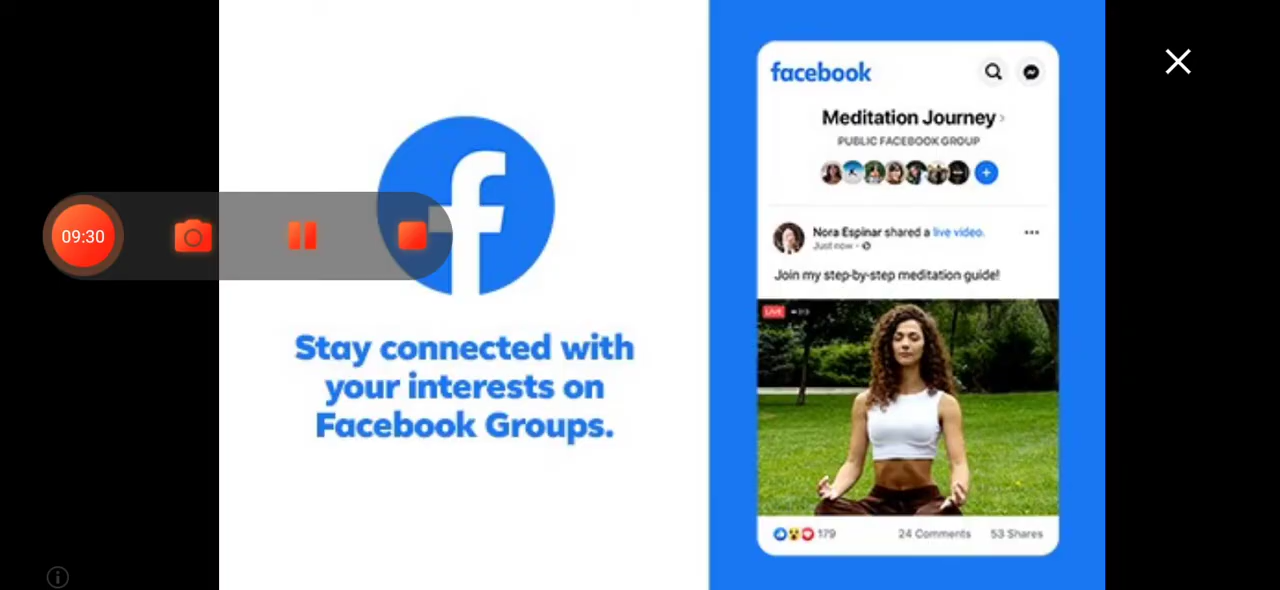 09:30
Stay connected with
your interests on
Facebook Groups.
facebook
Meditation Journey
PUBLIC FACEBOOK GROUP
Nora Espinar shared a live video.
Just now
Join my step-by-step meditation guide!
LIVE
179 24 Comments 53 Shares